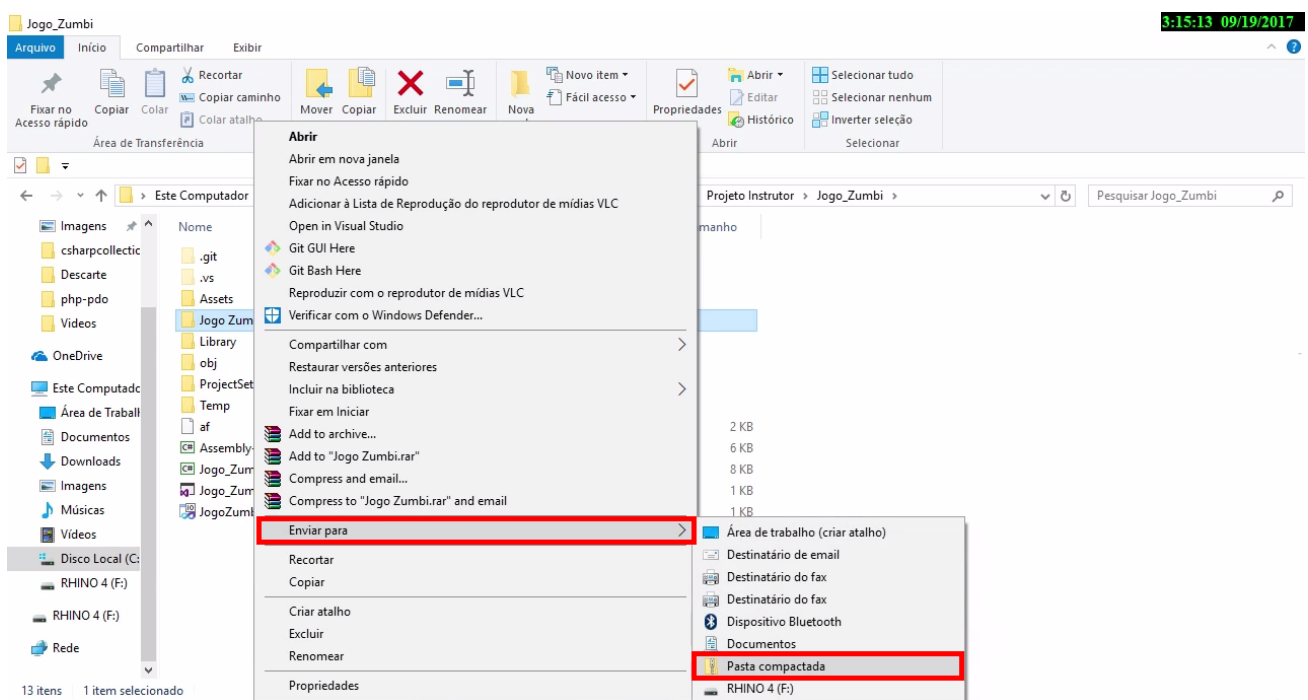 Jogo_Zumbi
3:15:13 09/19/2017
Arquivo Início Compartilhar Exibir
Fixar no Acesso rápido
Copiar
Colar
Recortar
Copiar caminho
Colar atalho
Área de Transferência
Mover
Copiar
Excluir
Renomear
Nova
Novo item
Fácil acesso
Propriedades
Abrir
Editar
Histórico
Abrir
Selecionar tudo
Selecionar nenhum
Inverter seleção
Selecionar
Este Computador
Projeto Instrutor > Jogo_Zumbi >
Pesquisar Jogo_Zumbi
Imagens
csharpcollectic
Descarte
php-pdo
Videos
OneDrive
Este Computadc
Área de Traball
Documentos
Downloads
Imagens
Músicas
Vídeos
Disco Local (C:
RHINO 4 (F:)
RHINO 4 (F:)
Rede
Nome
manho
.git
.vs
Assets
Jogo Zum
Library
obj
ProjectSet
Temp
af
2 KB
Assembly-
6 KB
Jogo_Zum
8 KB
Jogo_Zum
1 KB
JogoZumb
1 KB
Abrir
Abrir em nova janela
Fixar no Acesso rápido
Adicionar à Lista de Reprodução do reprodutor de mídias VLC
Open in Visual Studio
Git GUI Here
Git Bash Here
Reproduzir com o reprodutor de mídias VLC
Verificar com o Windows Defender...
Compartilhar com
Restaurar versões anteriores
Incluir na biblioteca
Fixar em Iniciar
Add to archive...
Add to "Jogo Zumbi.rar"
Compress and email...
Compress to "Jogo Zumbi.rar" and email
Enviar para
Recortar
Copiar
Criar atalho
Excluir
Renomear
Propriedades
Área de trabalho (criar atalho)
Destinatário de email
Destinatário do fax
Destinatário do fax
Dispositivo Bluetooth
Documentos
Pasta compactada
RHINO 4 (F:)
13 itens 1 item selecionado